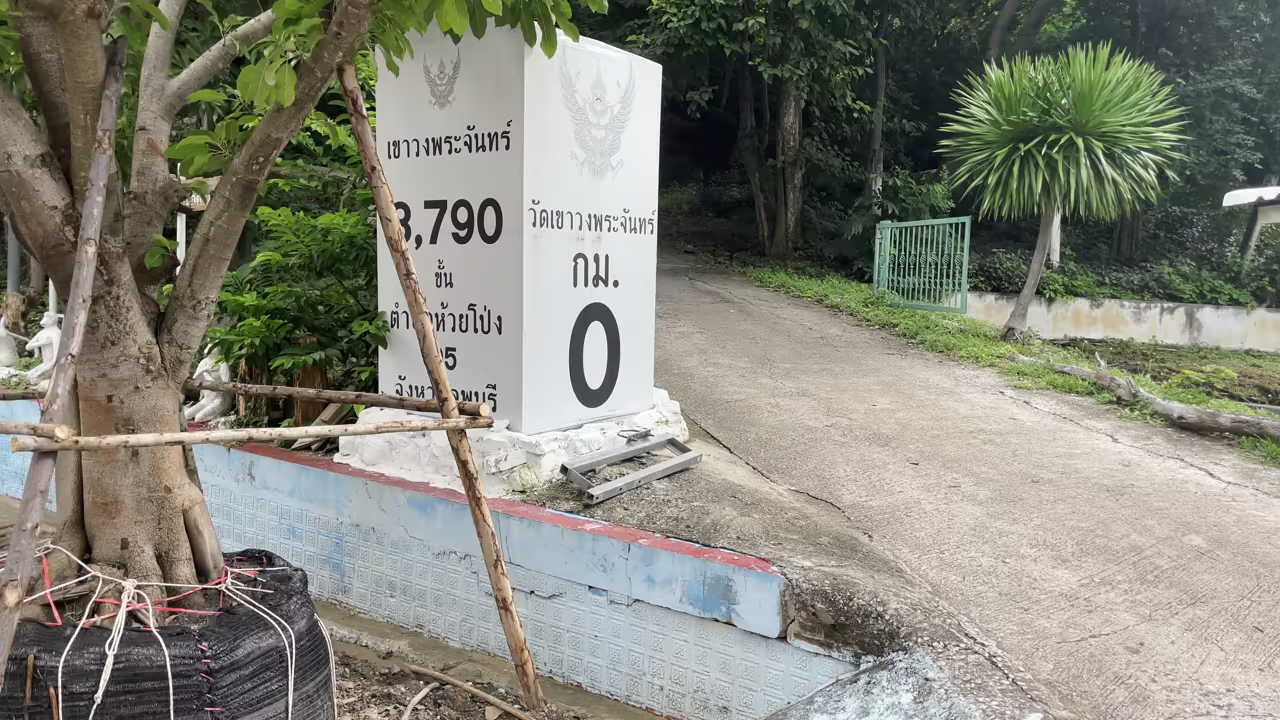 เขาวงพระจันทร์
3,790
ขั้น
ห้วยโป่ง
วัดเขาวงพระจันทร์
กม.
0